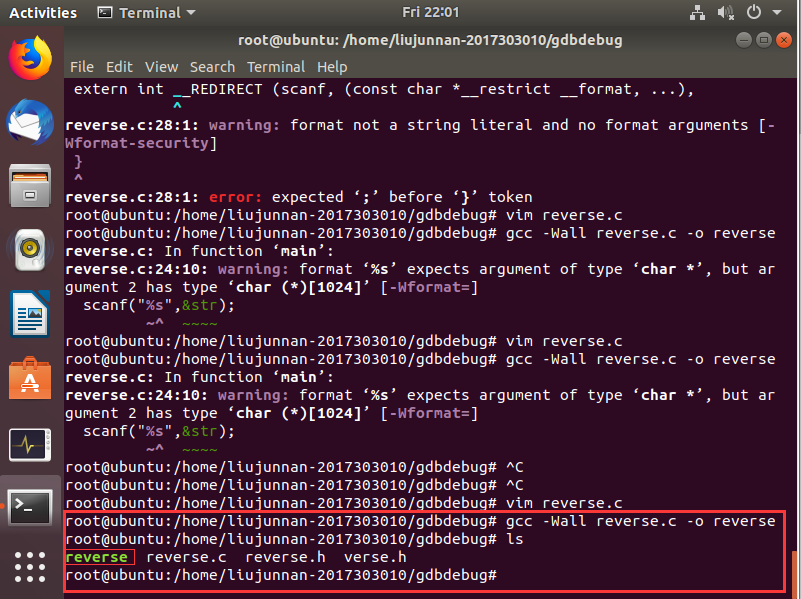 Activities Terminal Fri 22:01
root@ubuntu: /home/liujunnan-2017303010/gdbdebug
File Edit View Search Terminal Help
extern int __REDIRECT (scanf, (const char *__restrict __format, ...),
^
reverse.c:28:1: warning: format not a string literal and no format arguments [-
Wformat-security]
}
^
reverse.c:28:1: error: expected ‘;’ before ‘}’ token
root@ubuntu:/home/liujunnan-2017303010/gdbdebug# vim reverse.c
root@ubuntu:/home/liujunnan-2017303010/gdbdebug# gcc -Wall reverse.c -o reverse
reverse.c: In function ‘main’:
reverse.c:24:10: warning: format ‘%s’ expects argument of type ‘char *’, but ar
gument 2 has type ‘char (*)[1024]’ [-Wformat=]
scanf("%s",&str);
~^ ~~~~
root@ubuntu:/home/liujunnan-2017303010/gdbdebug# vim reverse.c
root@ubuntu:/home/liujunnan-2017303010/gdbdebug# gcc -Wall reverse.c -o reverse
reverse.c: In function ‘main’:
reverse.c:24:10: warning: format ‘%s’ expects argument of type ‘char *’, but ar
gument 2 has type ‘char (*)[1024]’ [-Wformat=]
scanf("%s",&str);
~^ ~~~~
root@ubuntu:/home/liujunnan-2017303010/gdbdebug# ^C
root@ubuntu:/home/liujunnan-2017303010/gdbdebug# ^C
root@ubuntu:/home/liujunnan-2017303010/gdbdebug# vim reverse.c
root@ubuntu:/home/liujunnan-2017303010/gdbdebug# gcc -Wall reverse.c -o reverse
root@ubuntu:/home/liujunnan-2017303010/gdbdebug# ls
reverse reverse.c reverse.h verse.h
root@ubuntu:/home/liujunnan-2017303010/gdbdebug#